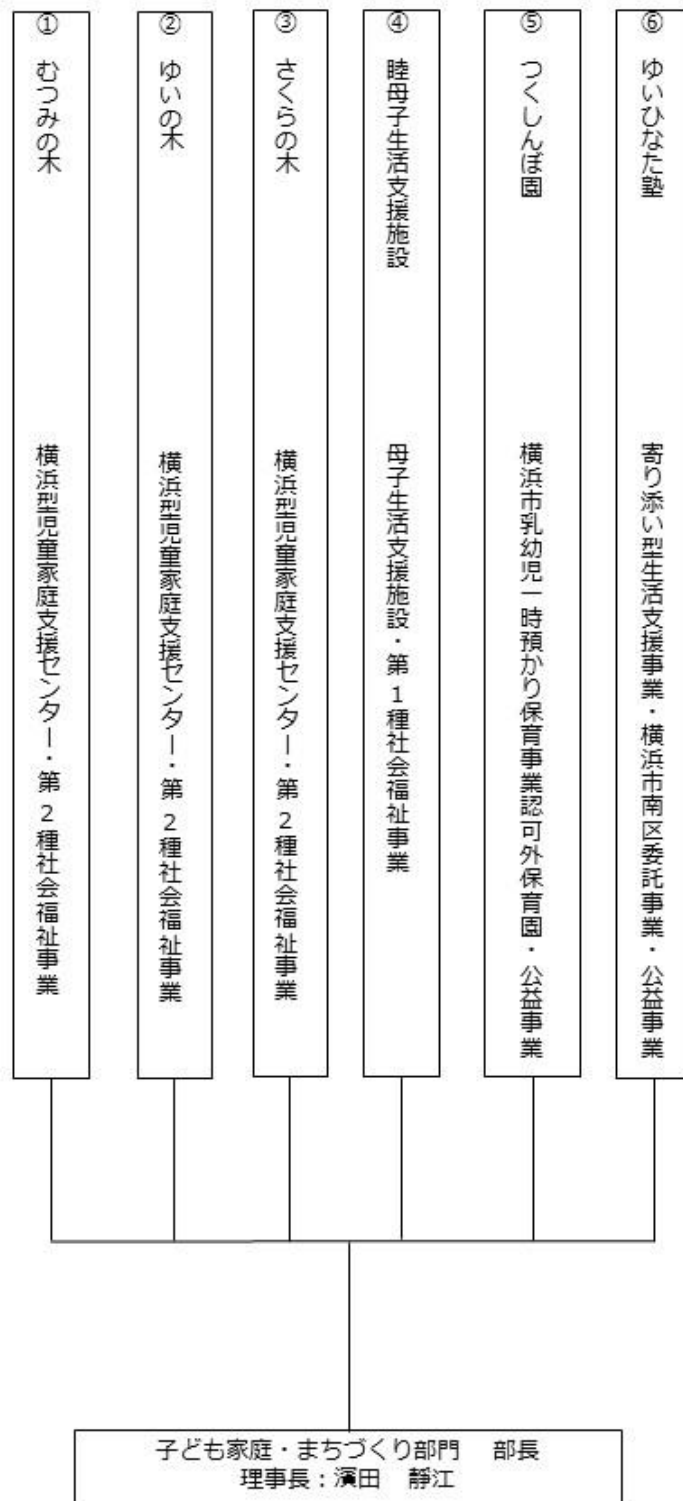 ① むつみの木 横浜型児童家庭支援センター・第2種社会福祉事業
② ゆいの木 横浜型児童家庭支援センター・第2種社会福祉事業
③ さくらの木 横浜型児童家庭支援センター・第2種社会福祉事業
④ 睦母子生活支援施設 母子生活支援施設・第1種社会福祉事業
⑤ つくしんぼ園 横浜市乳幼児一時預かり保育事業認可外保育園・公益事業
⑥ ゆいひなた塾 寄り添い型生活支援事業・横浜市南区委託事業・公益事業
子ども家庭・まちづくり部門 部長
理事長：濱田 靜江